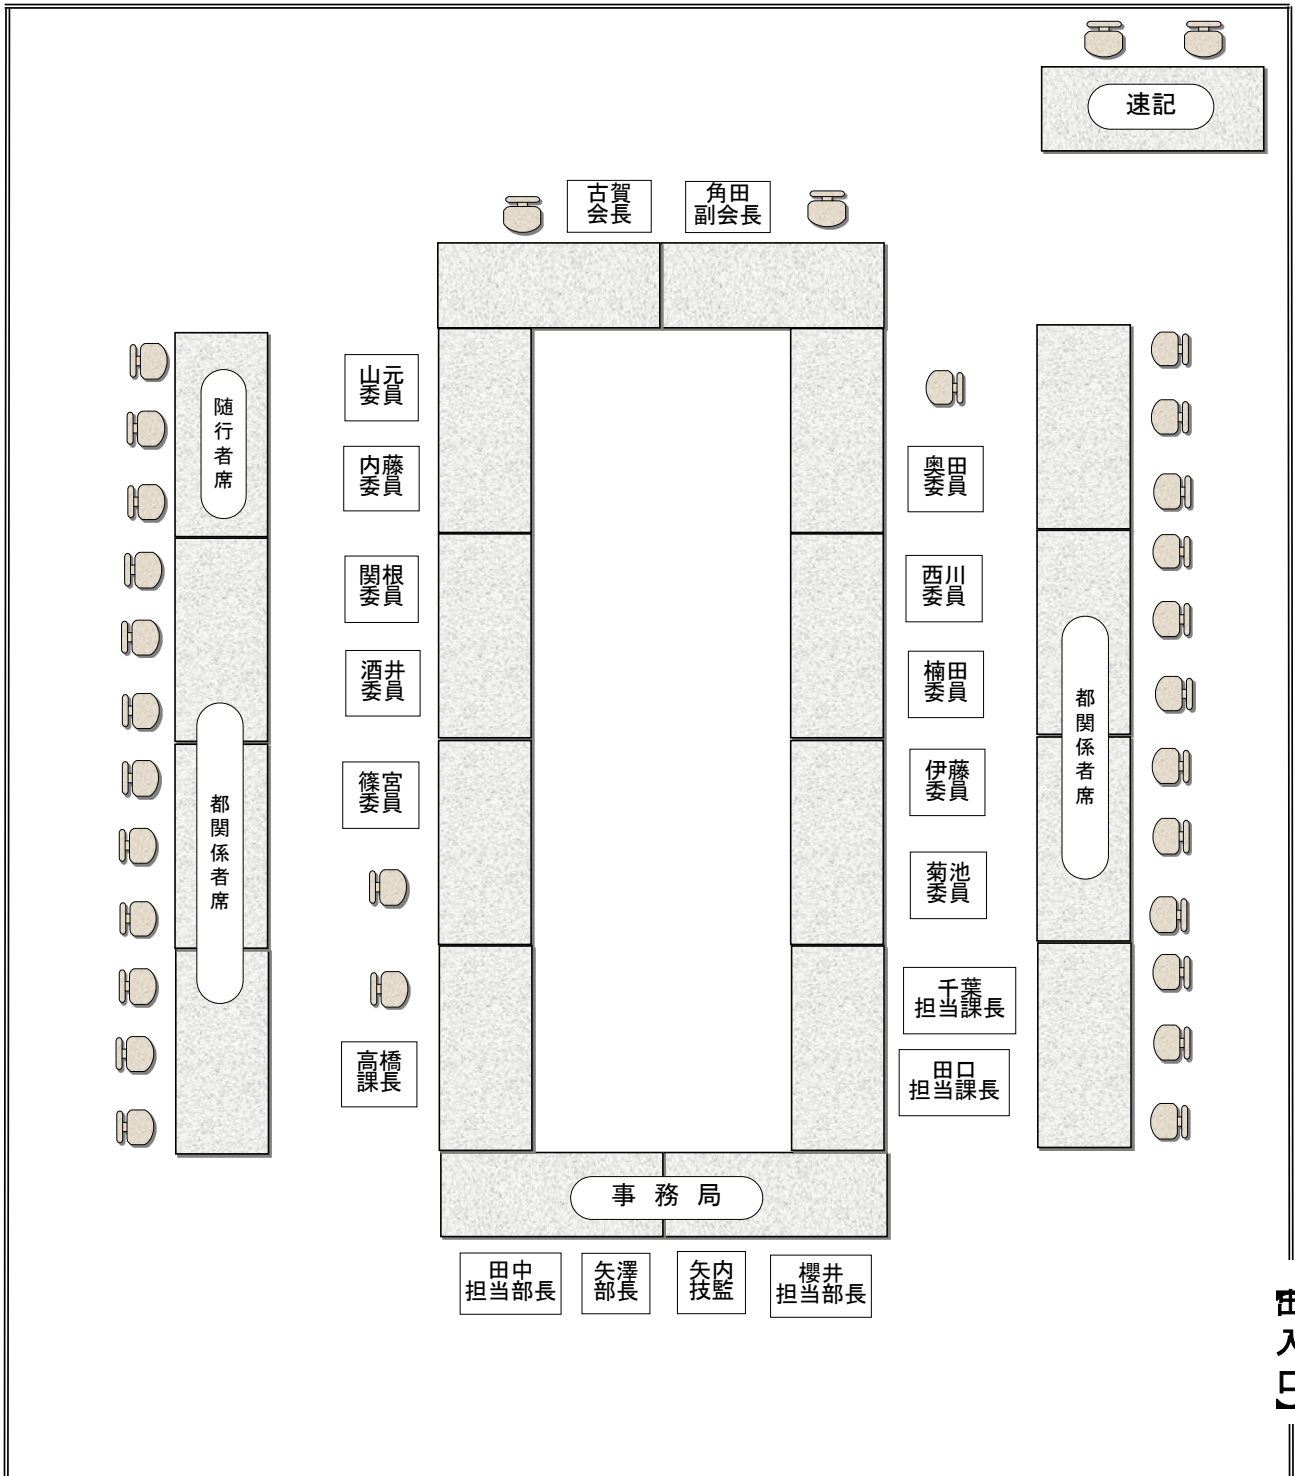 速記
古賀
会長
角田
副会長
山元
委員
内藤
委員
関根
委員
酒井
委員
篠宮
委員
高橋
課長
奥田
委員
西川
委員
楠田
委員
伊藤
委員
菊池
委員
千葉
担当課長
田口
担当課長
随行者席
都関係者席
都関係者席
事務局
田中
担当部長
矢澤
部長
矢内
技監
櫻井
担当部長
【出入口】